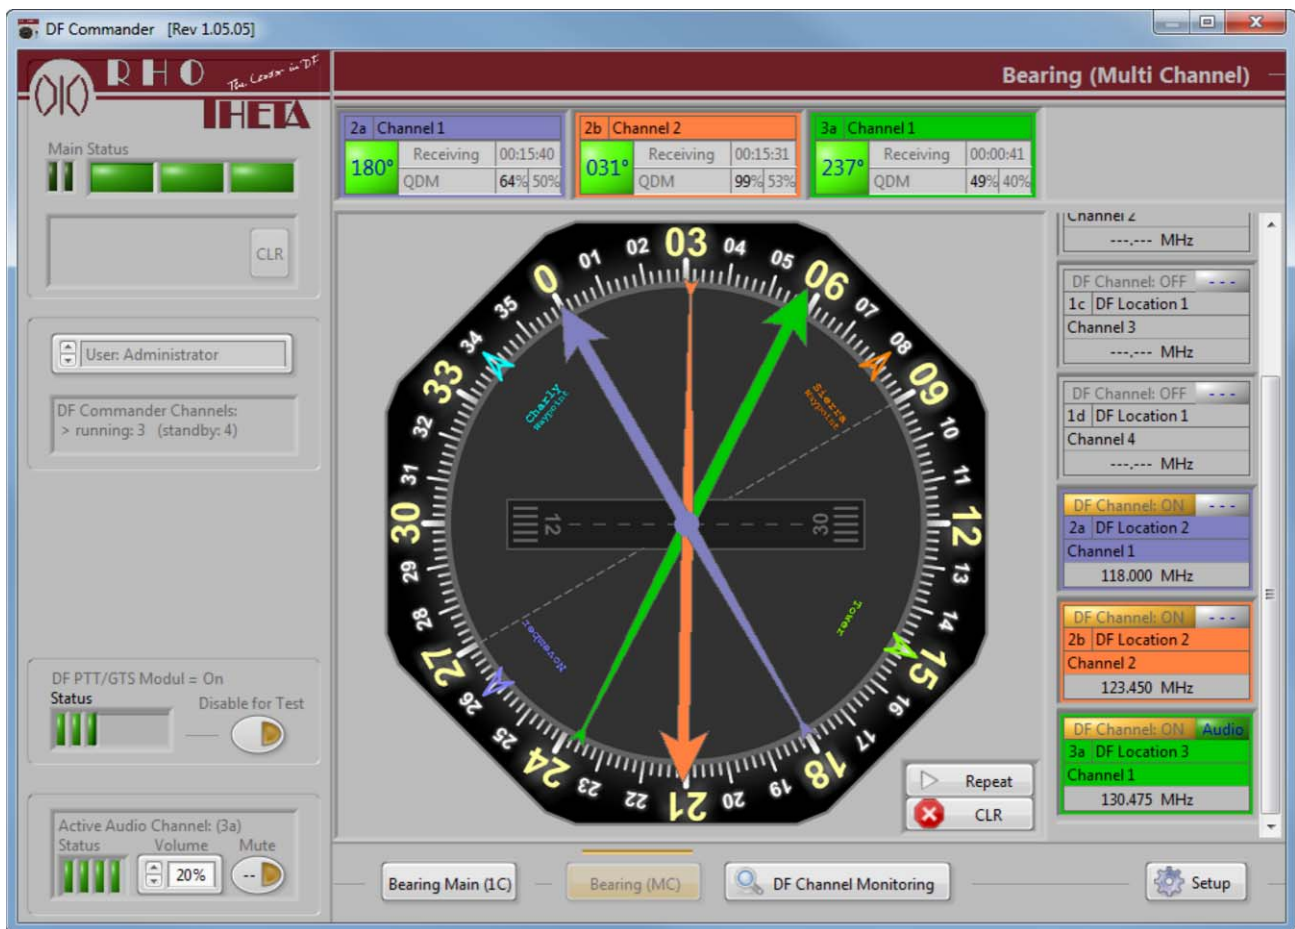 DF Commander [Rev 1.05.05]
RHO The Leader in DF
THETA
Bearing (Multi Channel)
Main Status
CLR
User: Administrator
DF Commander Channels:
> running: 3 (standby: 4)
DF PTT/GTS Modul = On
Status
Disable for Test
Active Audio Channel: (3a)
Status Volume Mute
20% --
2a Channel 1
180° Receiving 00:15:40
QDM 64% 50%
2b Channel 2
031° Receiving 00:15:31
QDM 99% 53%
3a Channel 1
237° Receiving 00:00:41
QDM 49% 40%
0 01 02 03 04 05 06 07 08 09 10 11 12 13 14 15 16 17 18 19 20 21 22 23 24 25 26 27 28 29 30 31 32 33 34 35
Charly
Waypoint
Sierra
Waypoint
12 30
November
Tower
Repeat
CLR
Channel 2
---,--- MHz
DF Channel: OFF - - -
1c DF Location 1
Channel 3
---,--- MHz
DF Channel: OFF - - -
1d DF Location 1
Channel 4
---,--- MHz
DF Channel: ON - - -
2a DF Location 2
Channel 1
118.000 MHz
DF Channel: ON - - -
2b DF Location 2
Channel 2
123.450 MHz
DF Channel: ON Audio
3a DF Location 3
Channel 1
130.475 MHz
Bearing Main (1C)
Bearing (MC)
DF Channel Monitoring
Setup